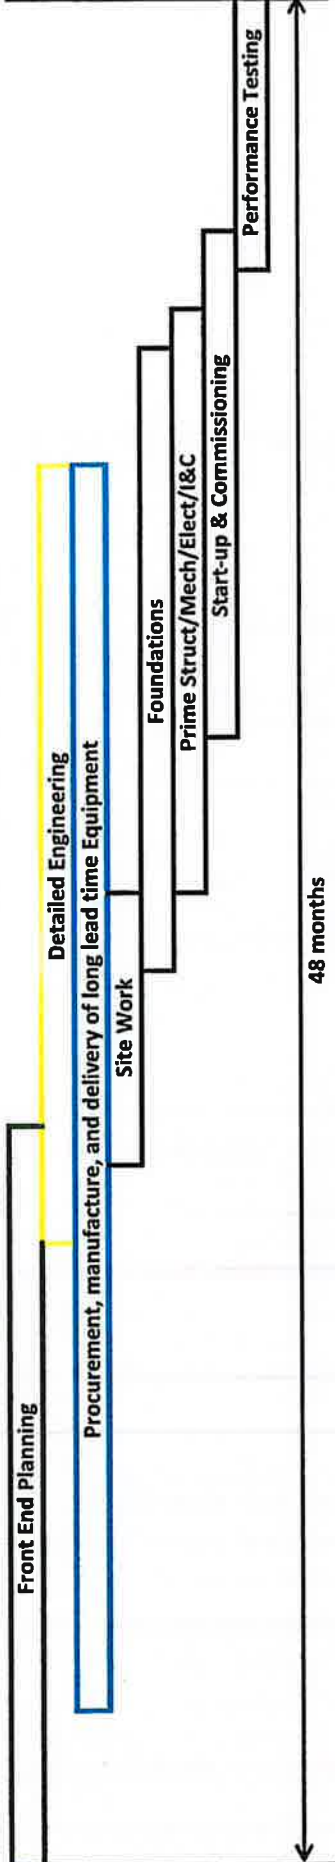 Front End Planning
Detailed Engineering
Procurement, manufacture, and delivery of long lead time Equipment
Site Work
Foundations
Prime Struct/Mech/Elect/I&C
Start-up & Commissioning
Performance Testing
48 months